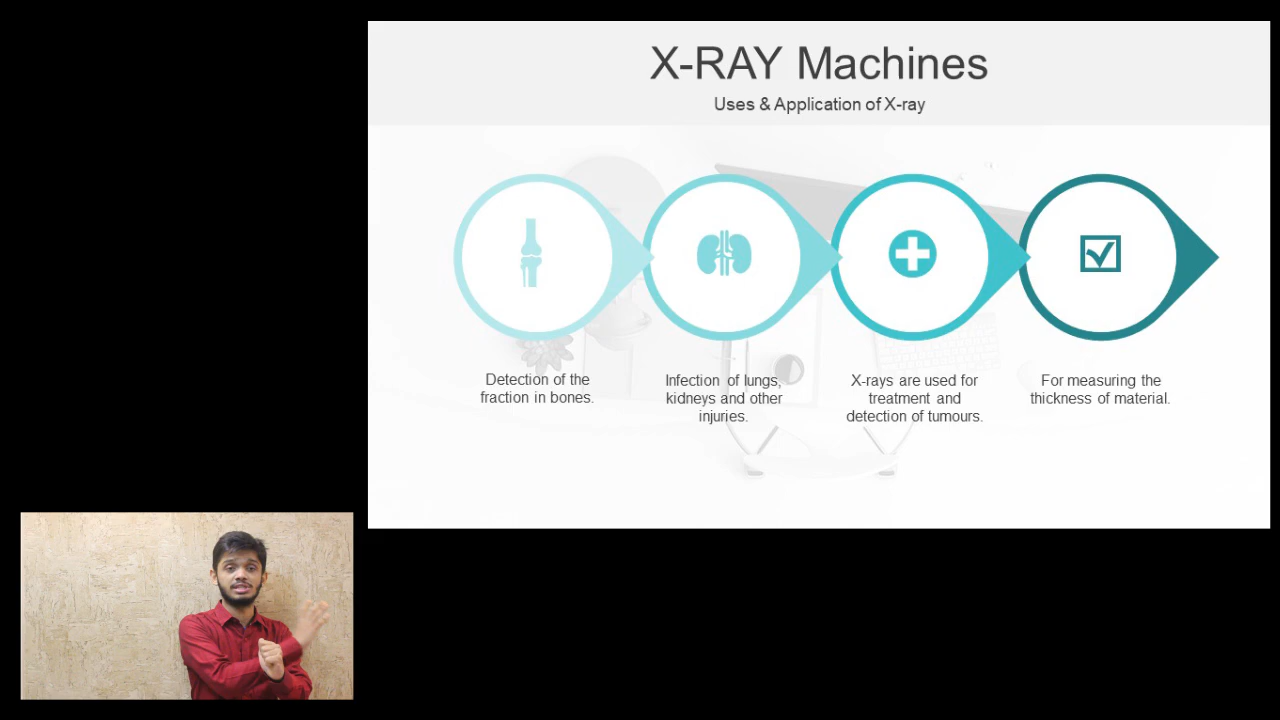 X-RAY Machines
Uses & Application of X-ray
Detection of the
fraction in bones.
Infection of lungs,
kidneys and other
injuries.
X-rays are used for
treatment and
detection of tumours.
For measuring the
thickness of material.